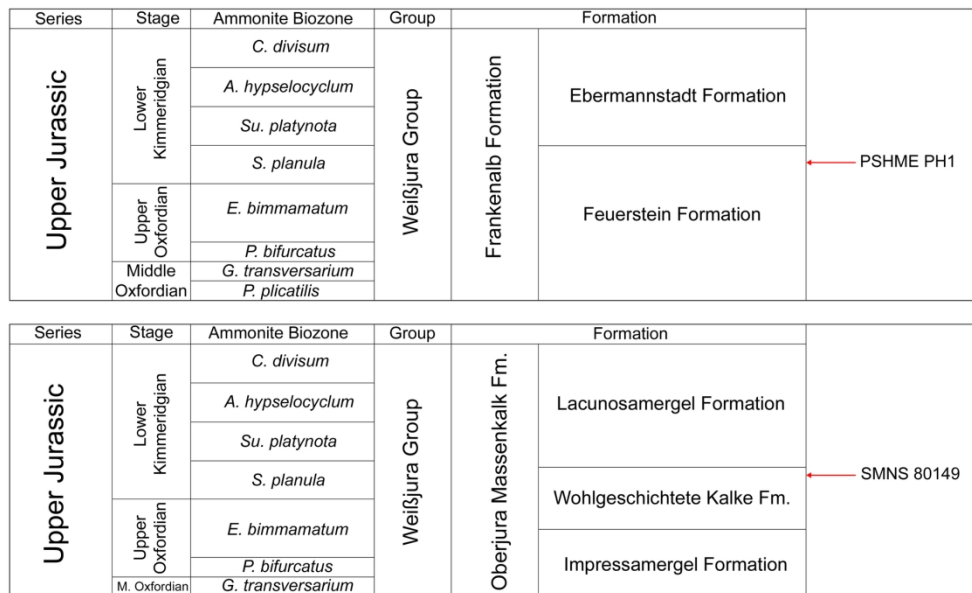 Series Stage Ammonite Biozone Group Formation
Upper Jurassic
Lower
Kimmeridgian
Upper
Oxfordian
Middle
Oxfordian
C. divisum
A. hypselocyclum
Su. platynota
S. planula
E. bimmamatum
P. bifurcatus
G. transversarium
P. plicatilis
Weißjura Group
Frankenalb Formation
Ebermannstadt Formation
Feuerstein Formation
PSHME PH1
Series Stage Ammonite Biozone Group Formation
Upper Jurassic
Lower
Kimmeridgian
Upper
Oxfordian
M. Oxfordian
C. divisum
A. hypselocyclum
Su. platynota
S. planula
E. bimmamatum
P. bifurcatus
G. transversarium
Weißjura Group
Oberjura Massenkalk Fm.
Lacunosamergel Formation
Wohlgeschichtete Kalke Fm.
Impressamergel Formation
SMNS 80149